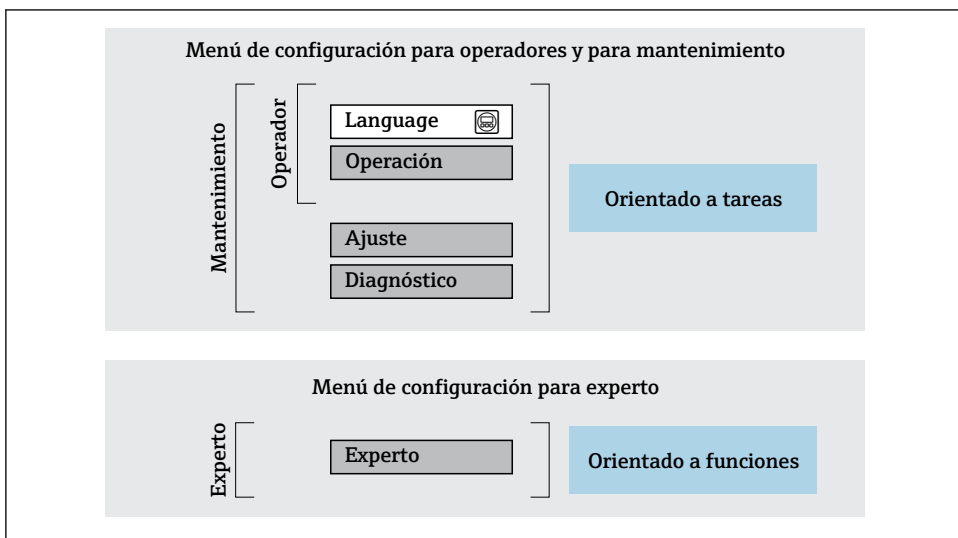 Menú de configuración para operadores y para mantenimiento
Mantenimiento
Operador
Language
Operación
Ajuste
Diagnóstico
Orientado a tareas
Menú de configuración para experto
Experto
Experto
Orientado a funciones